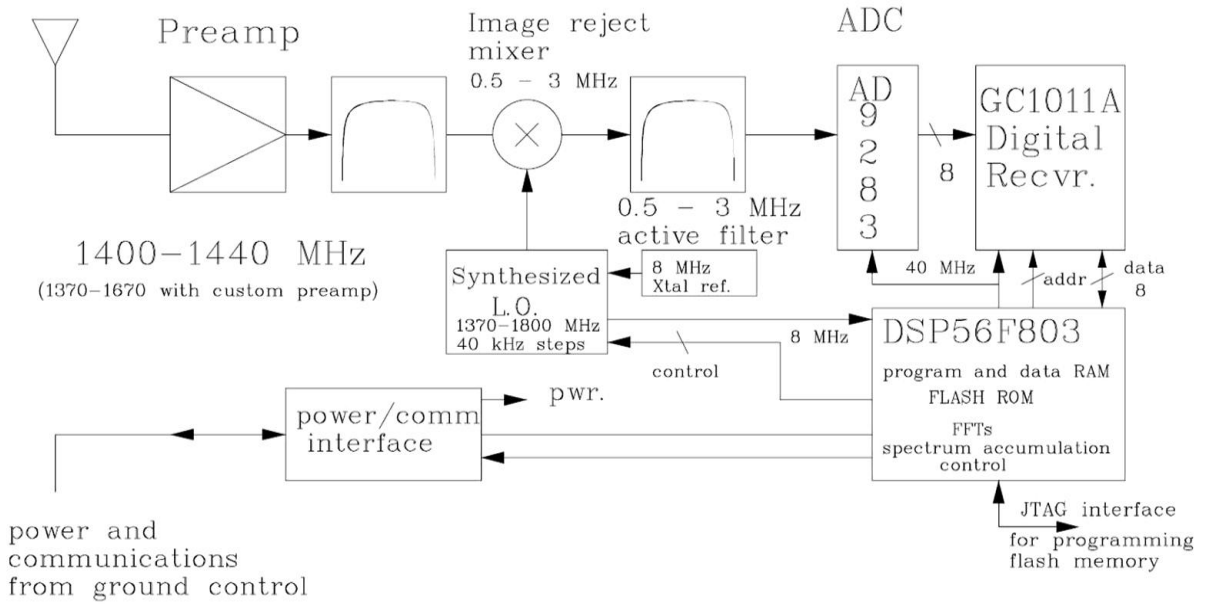 Preamp
Image reject
mixer
0.5 - 3 MHz
ADC
AD
9
2
8
3
8
GC1011A
Digital
Recvr.
0.5 - 3 MHz
active filter
1400-1440 MHz
(1370-1670 with custom preamp)
Synthesized
L.O.
1370-1800 MHz
40 kHz steps
8 MHz
Xtal ref.
40 MHz
addr
data
8
8 MHz
control
DSP56F803
program and data RAM
FLASH ROM
FFTs
spectrum accumulation
control
pwr.
power/comm
interface
power and
communications
from ground control
JTAG interface
for programming
flash memory